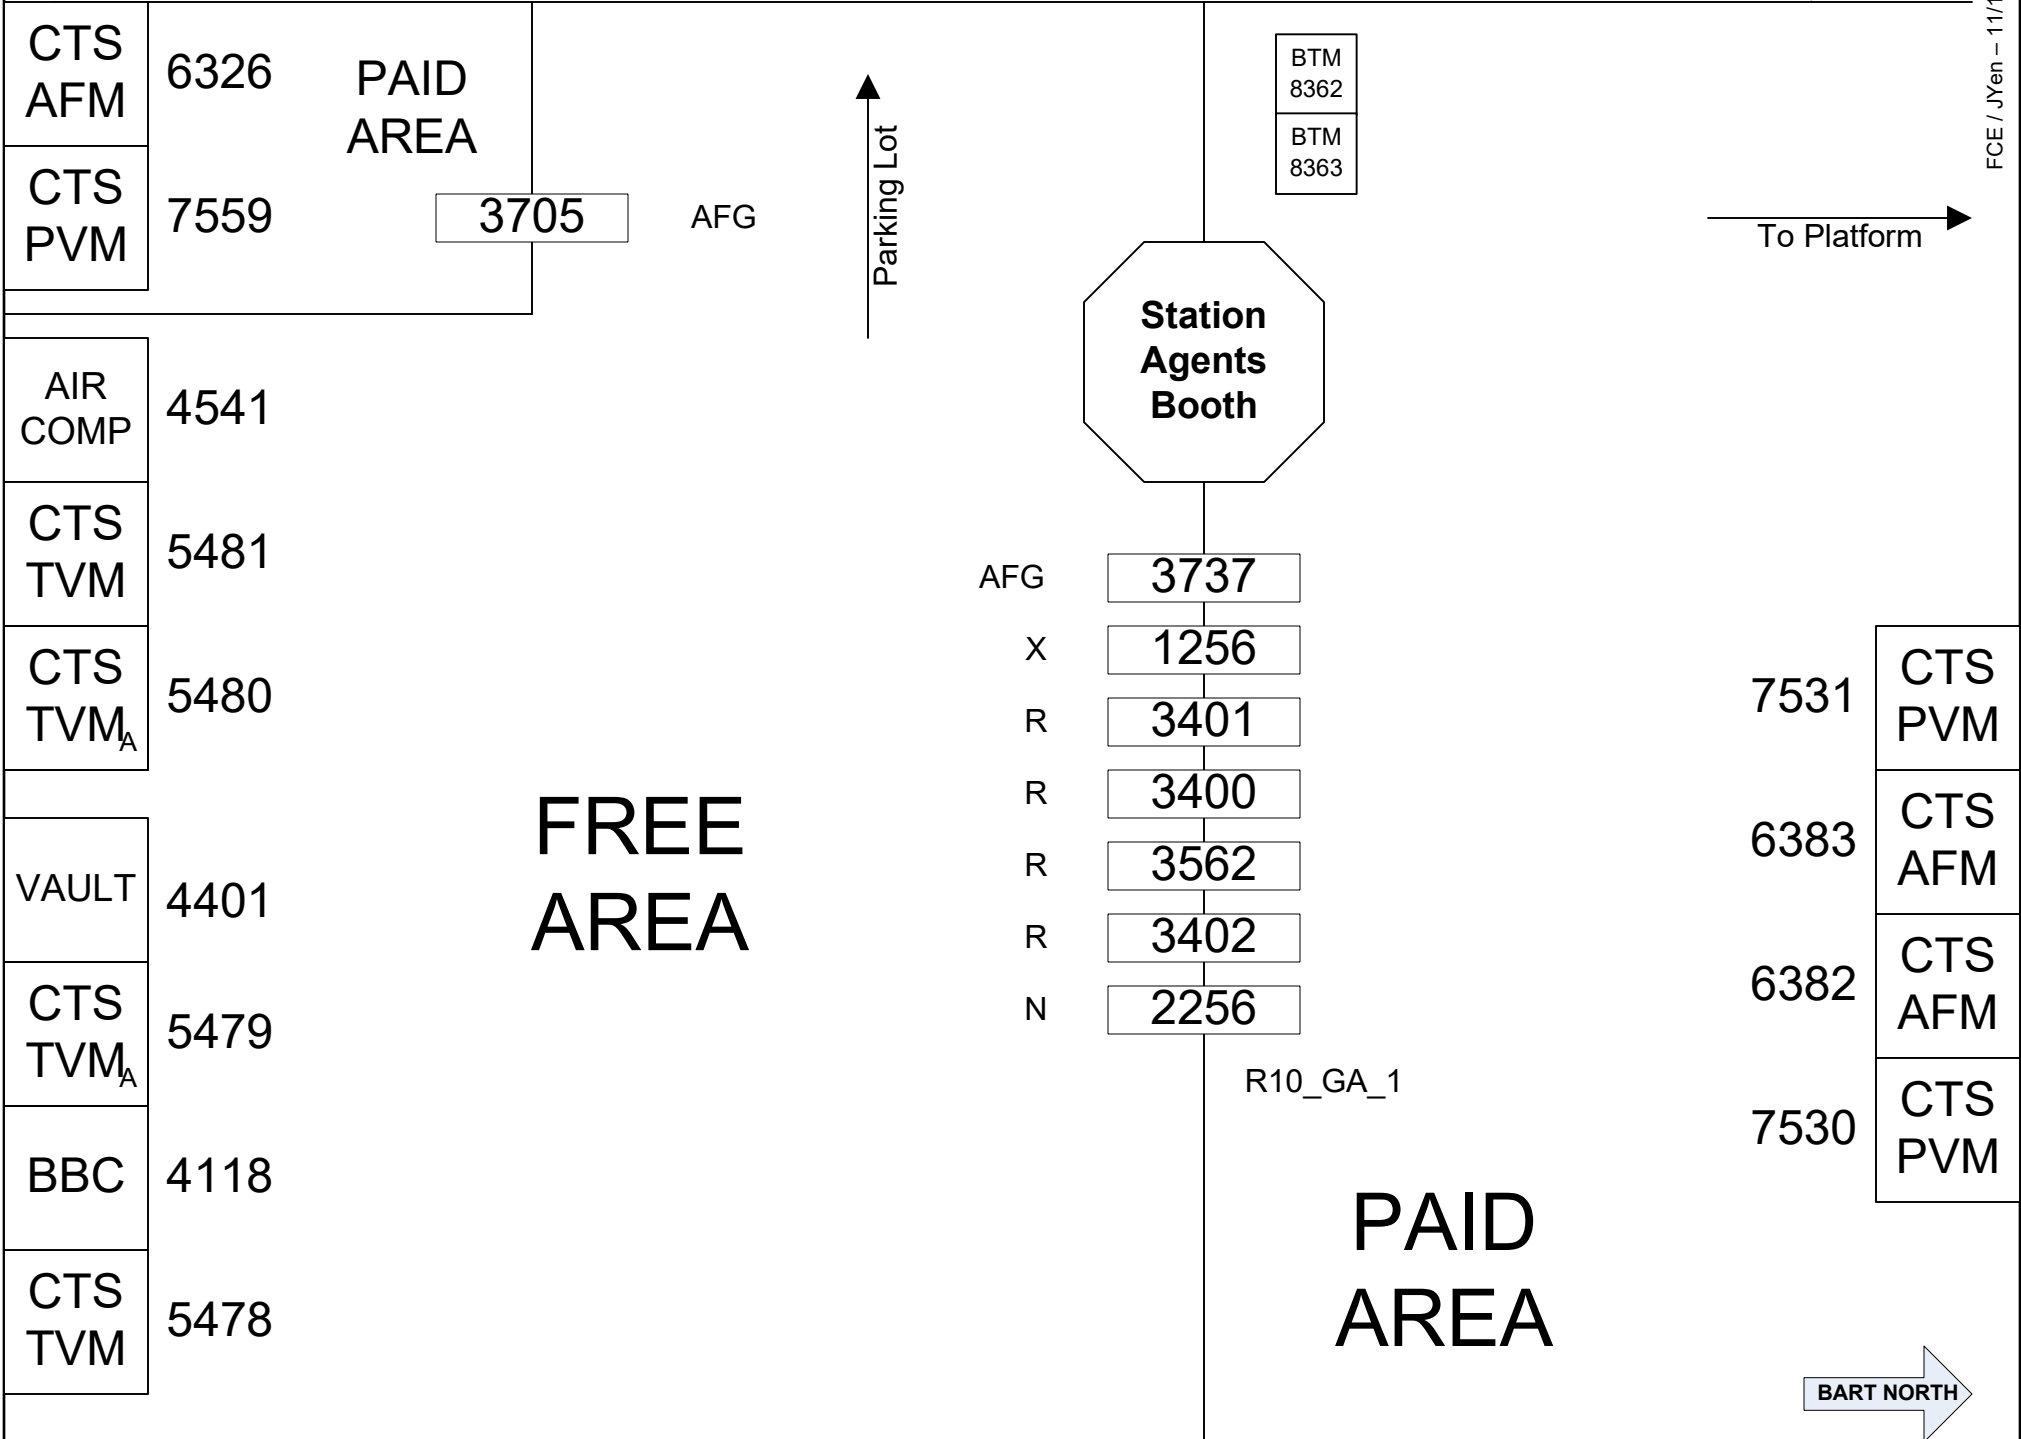 CTS
AFM
6326
PAID
AREA
CTS
PVM
7559
3705
AFG
Parking Lot
BTM
8362
BTM
8363
FCE / JYen – 11/1
To Platform
Station
Agents
Booth
AIR
COMP
4541
CTS
TVM
5481
CTS
TVMA
5480
VAULT
4401
CTS
TVMA
5479
BBC
4118
CTS
TVM
5478
FREE
AREA
AFG 3737
X 1256
R 3401
R 3400
R 3562
R 3402
N 2256
R10_GA_1
7531
CTS
PVM
6383
CTS
AFM
6382
CTS
AFM
7530
CTS
PVM
PAID
AREA
BART NORTH